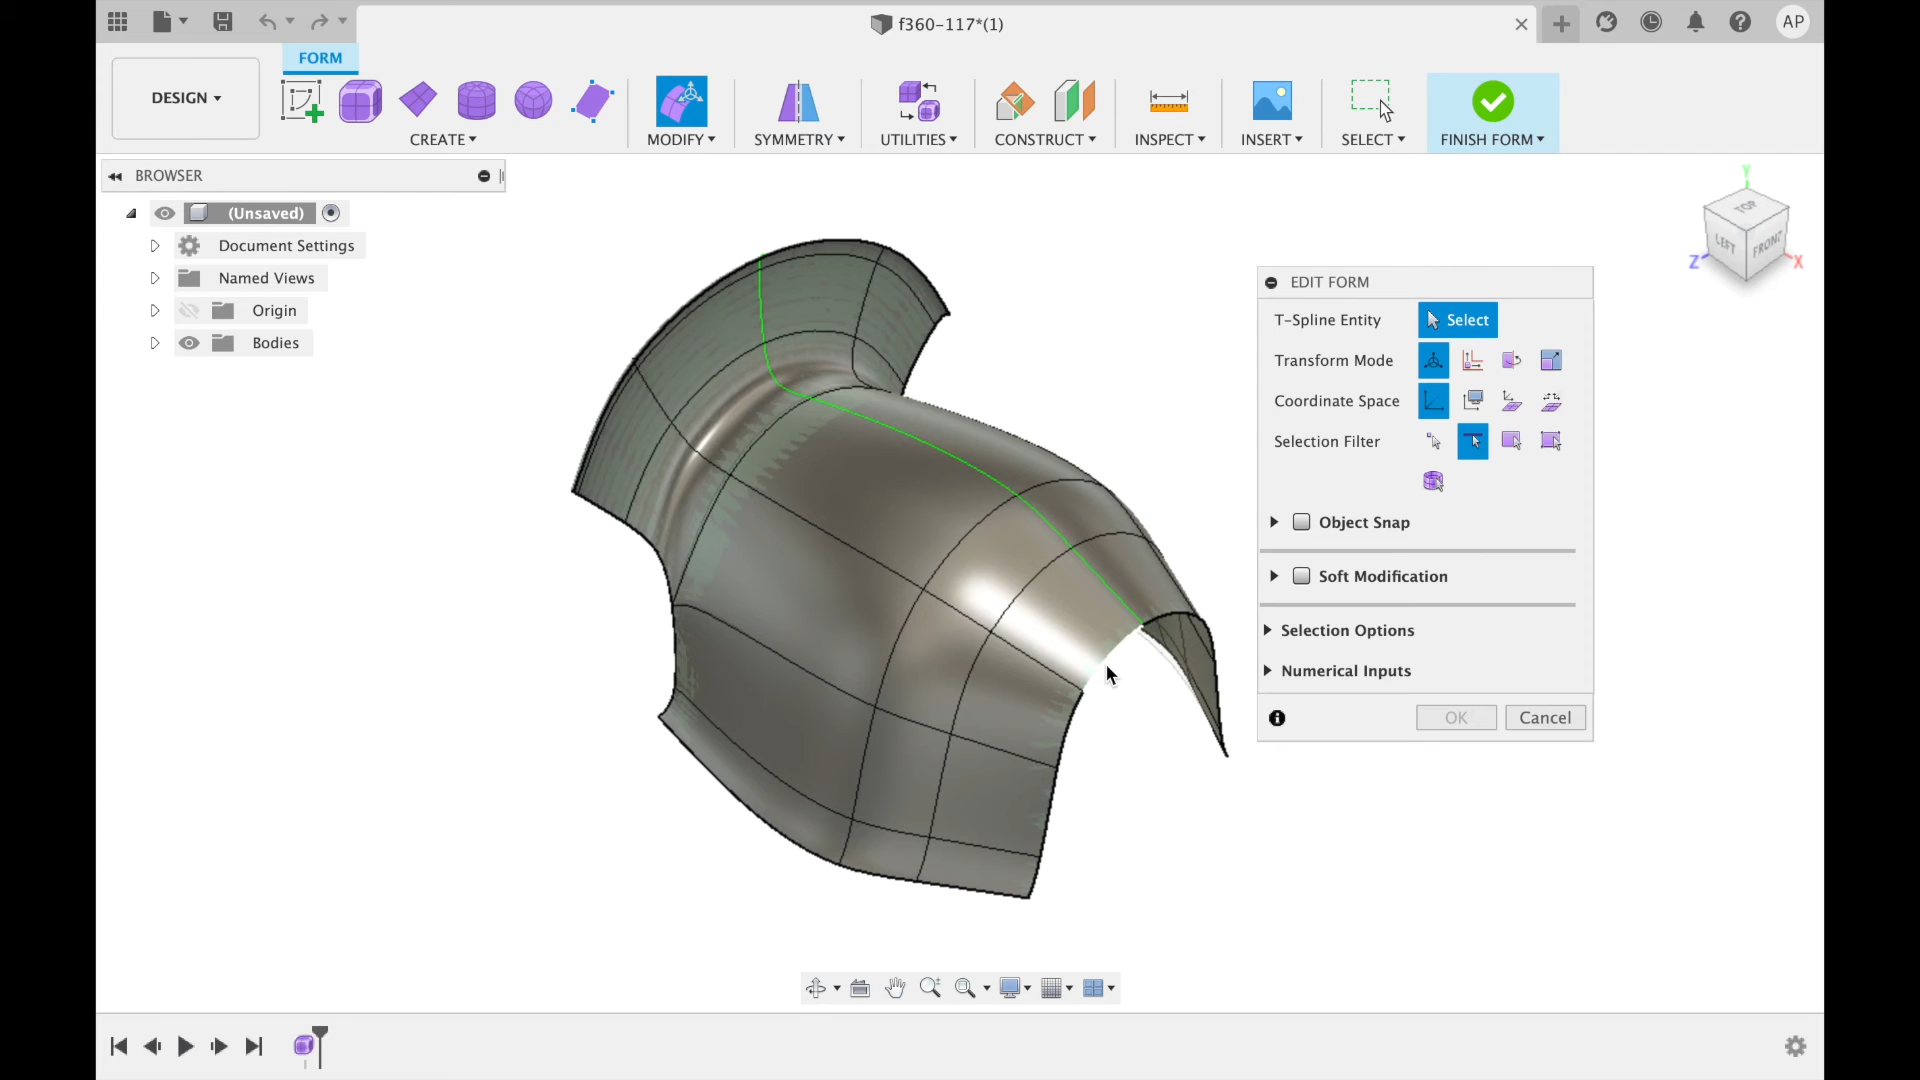 f360-117*(1)
AP
DESIGN
FORM
CREATE
MODIFY
SYMMETRY
UTILITIES
CONSTRUCT
INSPECT
INSERT
SELECT
FINISH FORM
BROWSER
(Unsaved)
Document Settings
Named Views
Origin
Bodies
Y
TOP
LEFT
FRONT
Z
X
EDIT FORM
T-Spline Entity
Select
Transform Mode
Coordinate Space
Selection Filter
Object Snap
Soft Modification
Selection Options
Numerical Inputs
OK
Cancel